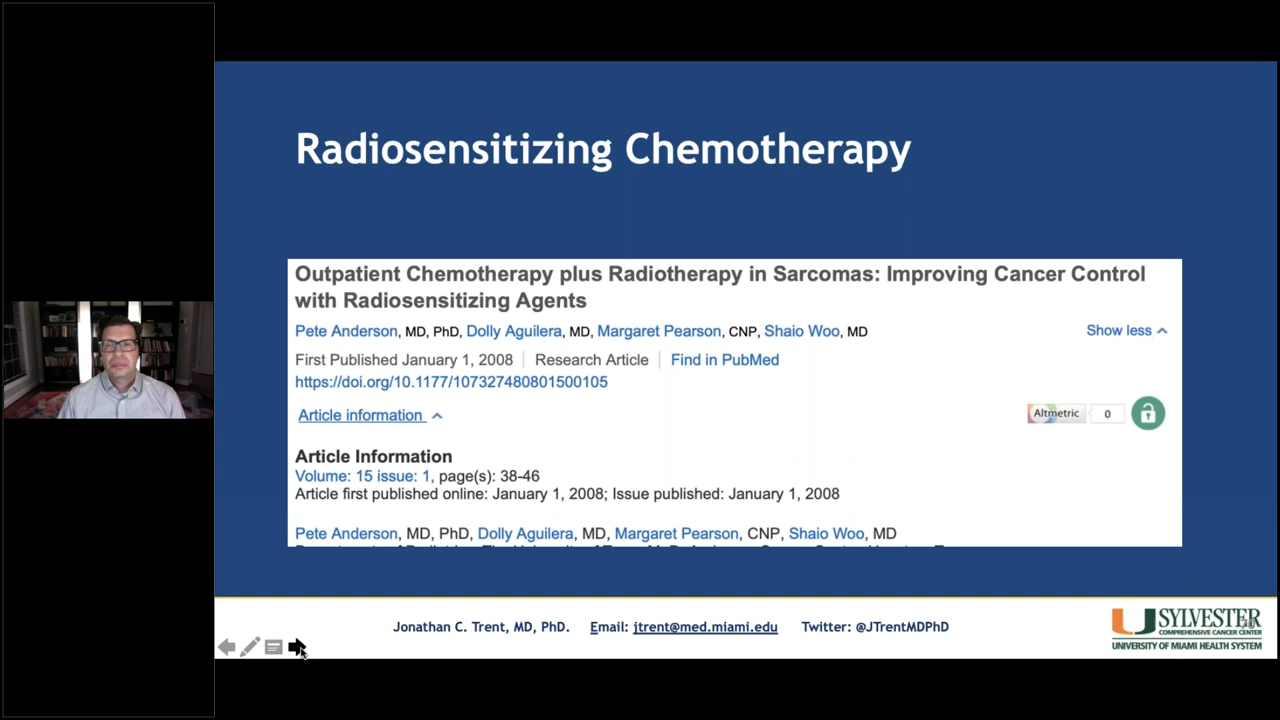 Radiosensitizing Chemotherapy
Outpatient Chemotherapy plus Radiotherapy in Sarcomas: Improving Cancer Control
with Radiosensitizing Agents
Pete Anderson, MD, PhD, Dolly Aguilera, MD, Margaret Pearson, CNP, Shaio Woo, MD
Show less
First Published January 1, 2008 | Research Article | Find in PubMed
https://doi.org/10.1177/107327480801500105
Article information
Altmetric 0
Article Information
Volume: 15 issue: 1, page(s): 38-46
Article first published online: January 1, 2008; Issue published: January 1, 2008
Pete Anderson, MD, PhD, Dolly Aguilera, MD, Margaret Pearson, CNP, Shaio Woo, MD
Jonathan C. Trent, MD, PhD. Email: jtrent@med.miami.edu Twitter: @JTrentMDPhD
SYLVESTER
COMPREHENSIVE CANCER CENTER
UNIVERSITY OF MIAMI HEALTH SYSTEM